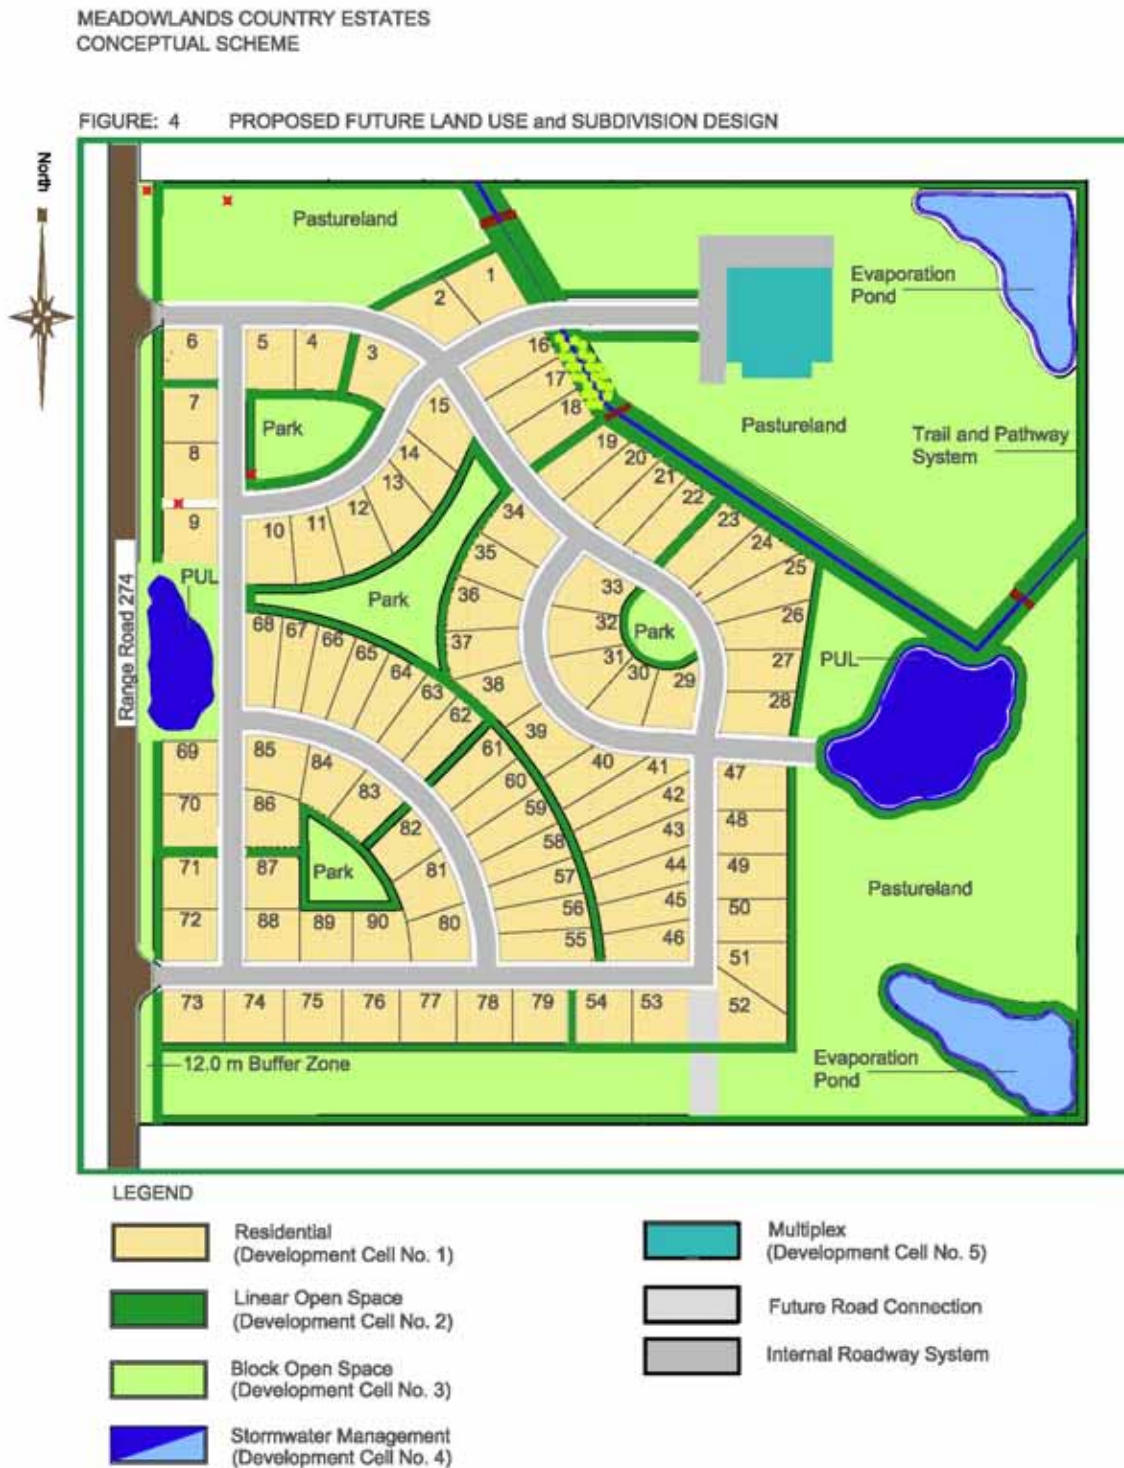 MEADOWLANDS COUNTRY ESTATES
CONCEPTUAL SCHEME
FIGURE: 4 PROPOSED FUTURE LAND USE and SUBDIVISION DESIGN
North
Pastureland
1
2
Evaporation
Pond
6
5
4
3
16
17
18
7
Park
15
8
14
13
Pastureland
Trail and Pathway
System
19
20
21
22
23
24
25
9
10
11
12
34
35
PUL
Park
36
33
32
Park
31
30
29
26
27
28
PUL
Range Road 274
68
67
66
65
64
63
62
37
38
39
40
41
42
43
44
45
46
61
60
59
58
57
56
55
69
70
71
72
85
84
83
82
81
80
86
87
88
89
90
Park
47
48
49
50
51
52
Pastureland
73
74
75
76
77
78
79
54
53
12.0 m Buffer Zone
Evaporation
Pond
LEGEND
Residential
(Development Cell No. 1)
Linear Open Space
(Development Cell No. 2)
Block Open Space
(Development Cell No. 3)
Stormwater Management
(Development Cell No. 4)
Multiplex
(Development Cell No. 5)
Future Road Connection
Internal Roadway System